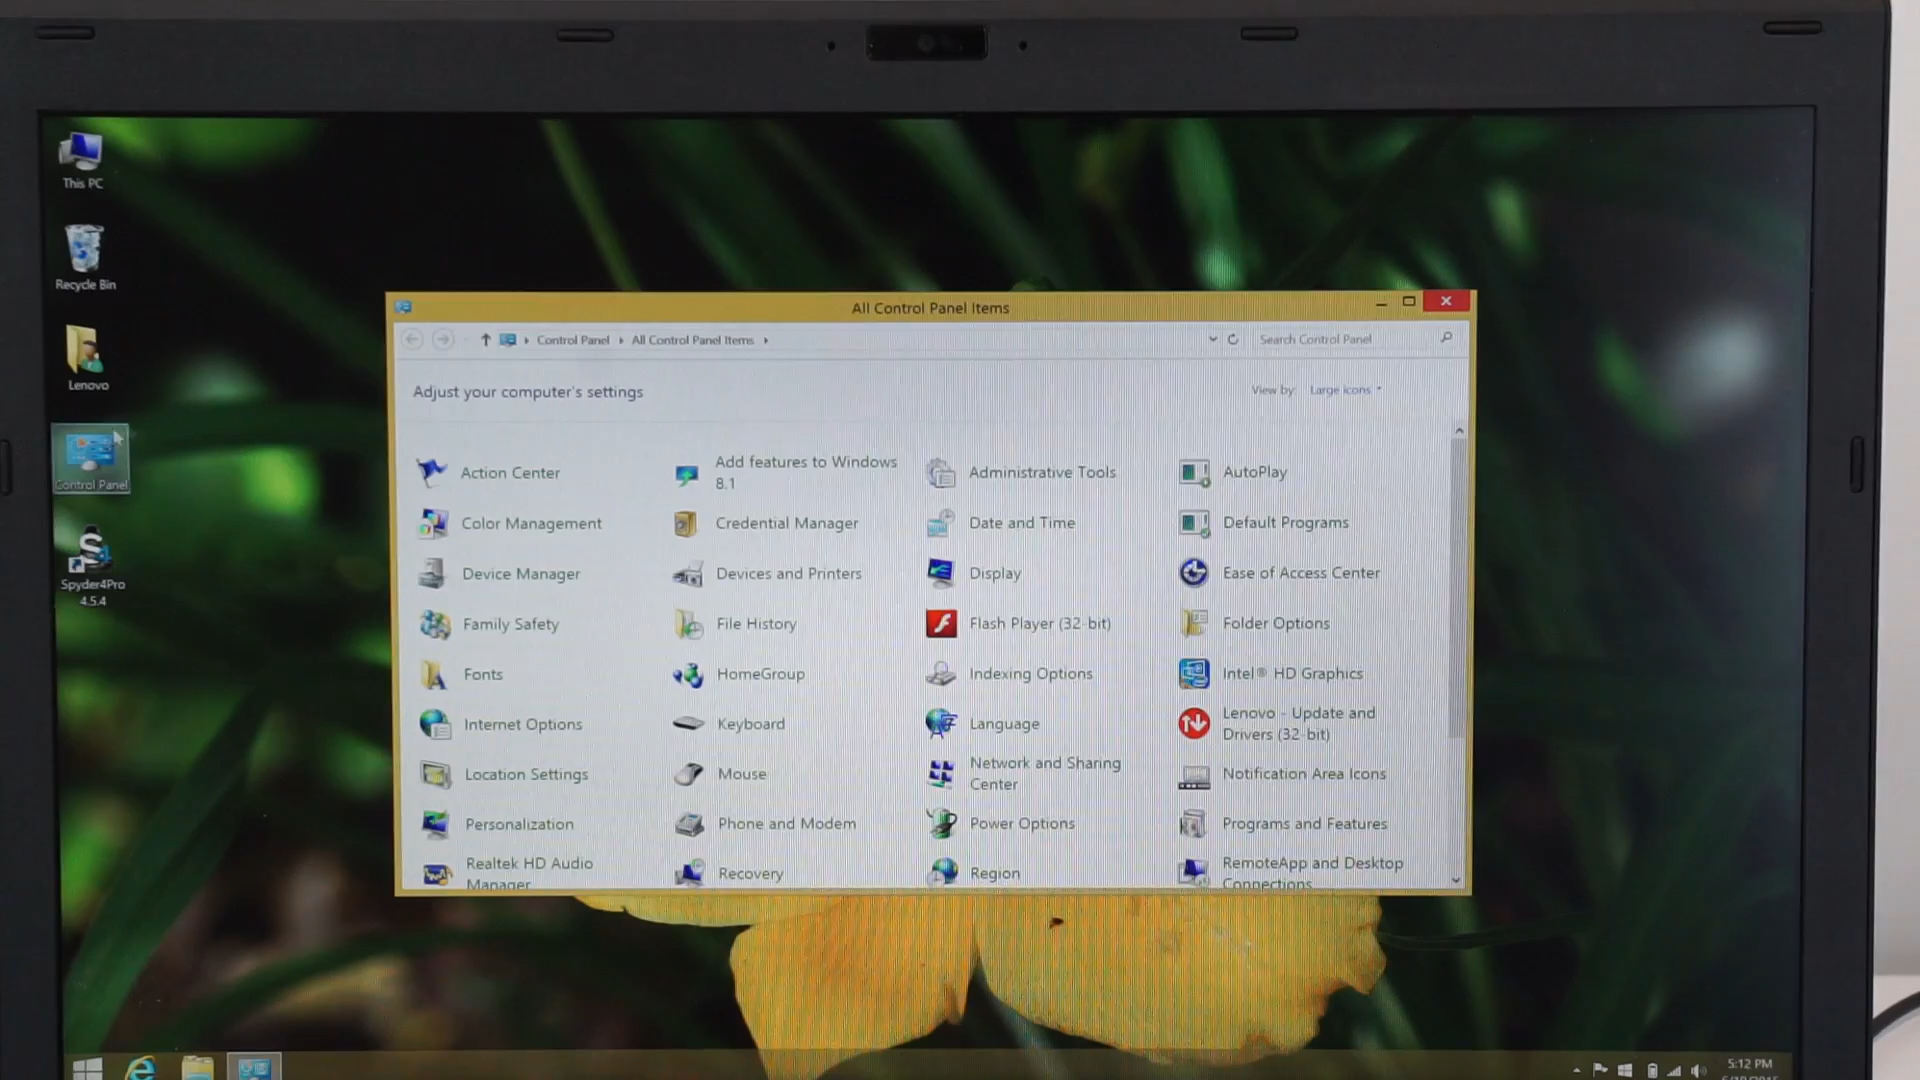 This PC
Recycle Bin
Lenovo
Control Panel
Spyder4Pro
4.5.4
All Control Panel Items
Control Panel
All Control Panel Items
Search Control Panel
Adjust your computer's settings
View by:
Large icons
Action Center
Add features to Windows
8.1
Administrative Tools
AutoPlay
Color Management
Credential Manager
Date and Time
Default Programs
Device Manager
Devices and Printers
Display
Ease of Access Center
Family Safety
File History
Flash Player (32-bit)
Folder Options
Fonts
HomeGroup
Indexing Options
Intel® HD Graphics
Internet Options
Keyboard
Language
Lenovo - Update and
Drivers (32-bit)
Location Settings
Mouse
Network and Sharing
Center
Notification Area Icons
Personalization
Phone and Modem
Power Options
Programs and Features
Realtek HD Audio
Manager
Recovery
Region
RemoteApp and Desktop
Connections
5:12 PM